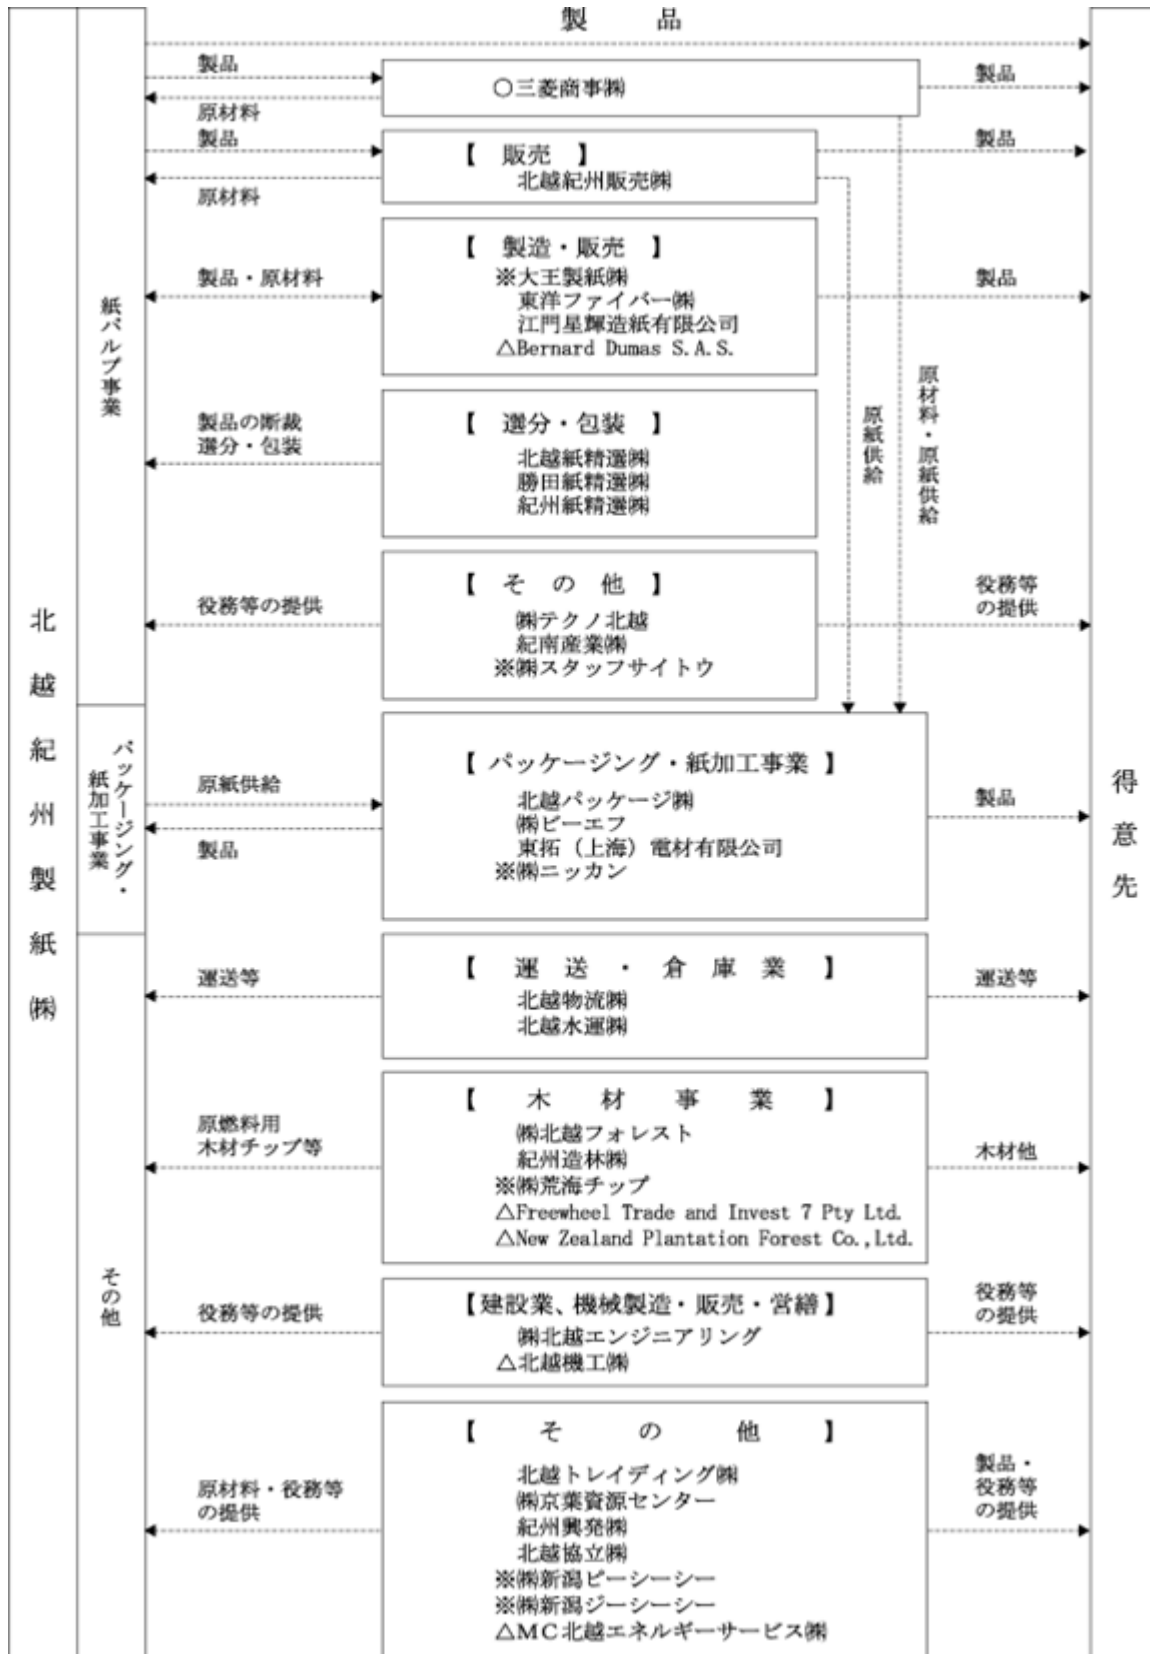 製品
製品
○三菱商事㈱
製品
原材料
製品
【 販売 】
製品
北越紀州販売㈱
原材料
【 製造・販売 】
製品・原材料
※大王製紙㈱
製品
東洋ファイバー㈱
江門星輝造紙有限公司
△Bernard Dumas S.A.S.
紙パルプ事業
原紙供給
原材料・原紙供給
製品の断裁
選分・包装
【 選分・包装 】
北越紙精選㈱
勝田紙精選㈱
紀州紙精選㈱
【 その他 】
役務等の提供
役務等
の提供
㈱テクノ北越
紀南産業㈱
※㈱スタッフサイトウ
北越紀州製紙㈱
パッケージング・
紙加工事業
【 パッケージング・紙加工事業 】
原紙供給
製品
北越パッケージ㈱
㈱ビーエフ
東拓（上海）電材有限公司
※㈱ニッカン
製品
得意先
【 運送・倉庫業 】
運送等
運送等
北越物流㈱
北越水運㈱
【 木材事業 】
原燃料用
木材チップ等
㈱北越フォレスト
紀州造林㈱
木材他
※㈱荒海チップ
△Freewheel Trade and Invest 7 Pty Ltd.
△New Zealand Plantation Forest Co.,Ltd.
その他
【建設業、機械製造・販売・営繕】
役務等の提供
役務等
の提供
㈱北越エンジニアリング
△北越機工㈱
【 その他 】
原材料・役務等
の提供
製品・
役務等
の提供
北越トレイディング㈱
㈱京葉資源センター
紀州興発㈱
北越協立㈱
※㈱新潟ピーシーシー
※㈱新潟ジーシーシー
△ＭＣ北越エネルギーサービス㈱